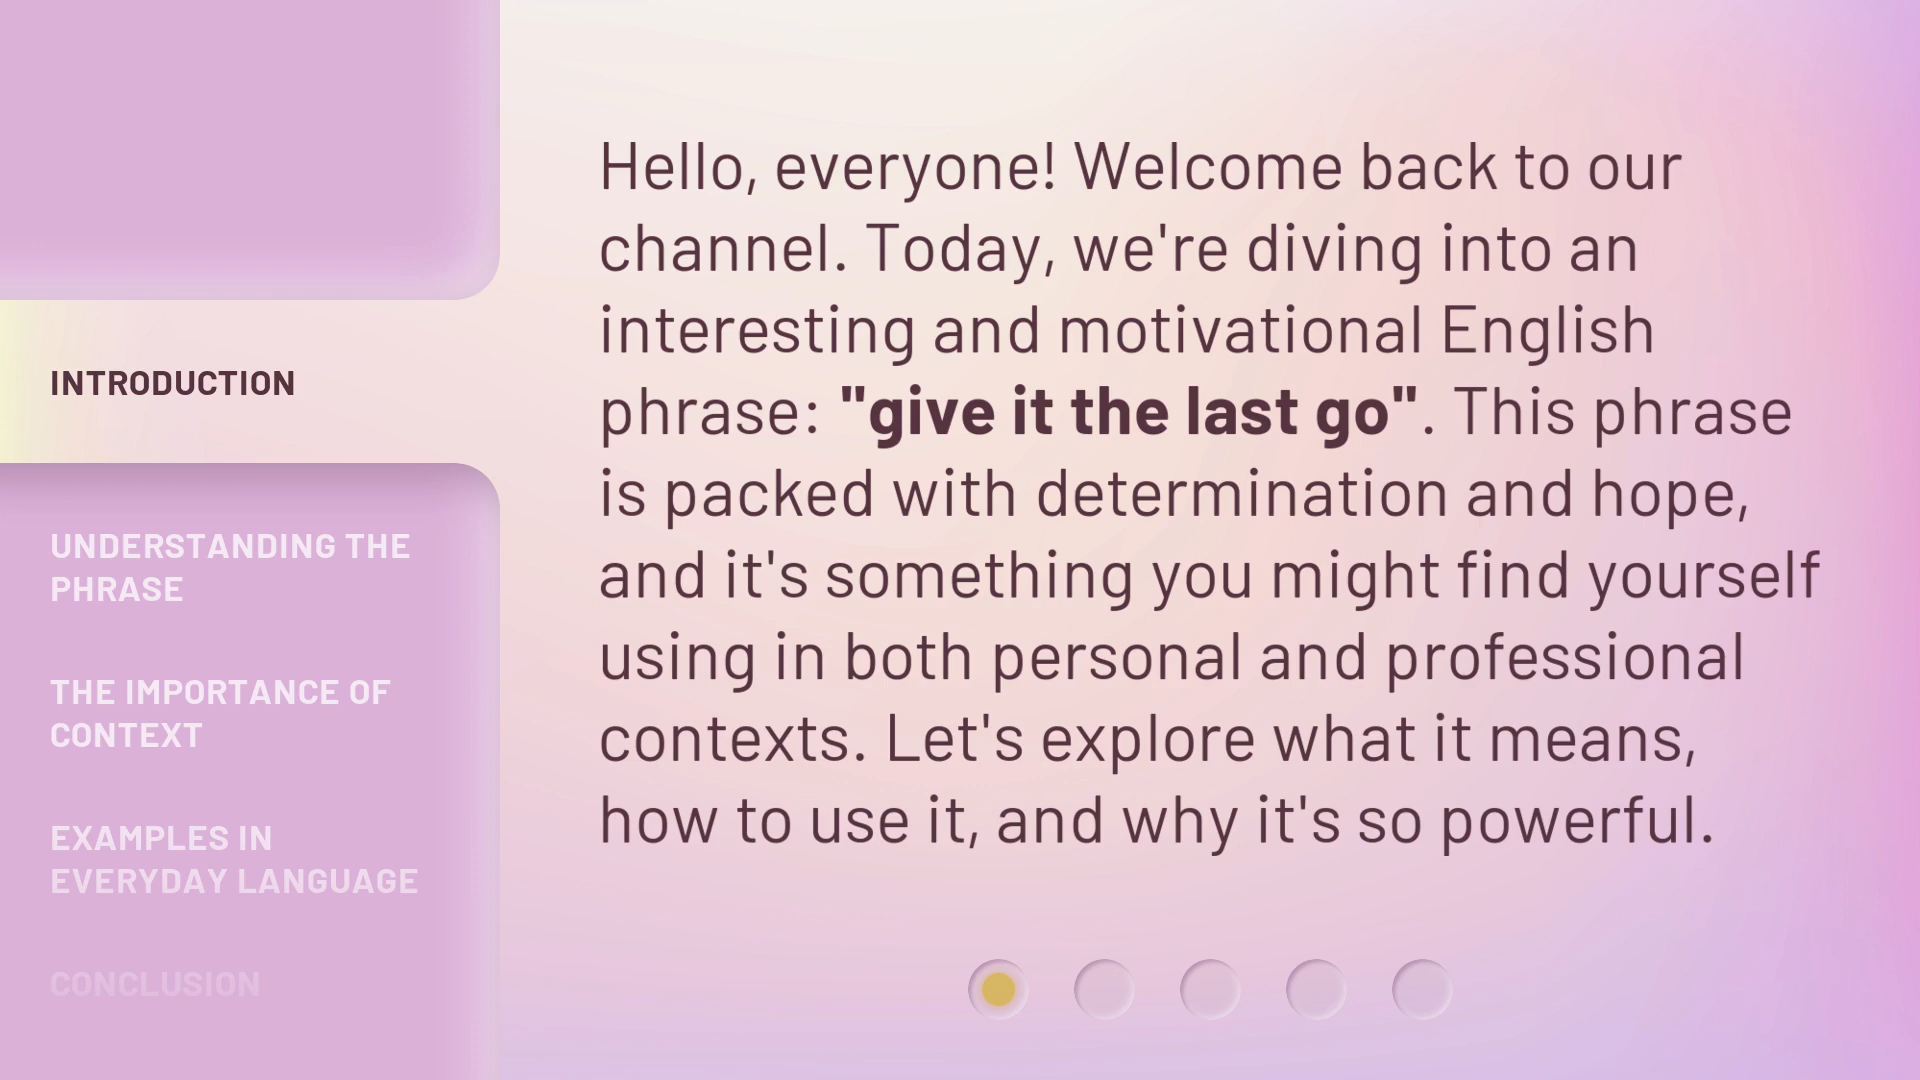 INTRODUCTION
UNDERSTANDING THE
PHRASE
THE IMPORTANCE OF
CONTEXT
EXAMPLES IN
EVERYDAY LANGUAGE
CONCLUSION
Hello, everyone! Welcome back to our
channel. Today, we're diving into an
interesting and motivational English
phrase: "give it the last go". This phrase
is packed with determination and hope,
and it's something you might find yourself
using in both personal and professional
contexts. Let's explore what it means,
how to use it, and why it's so powerful.